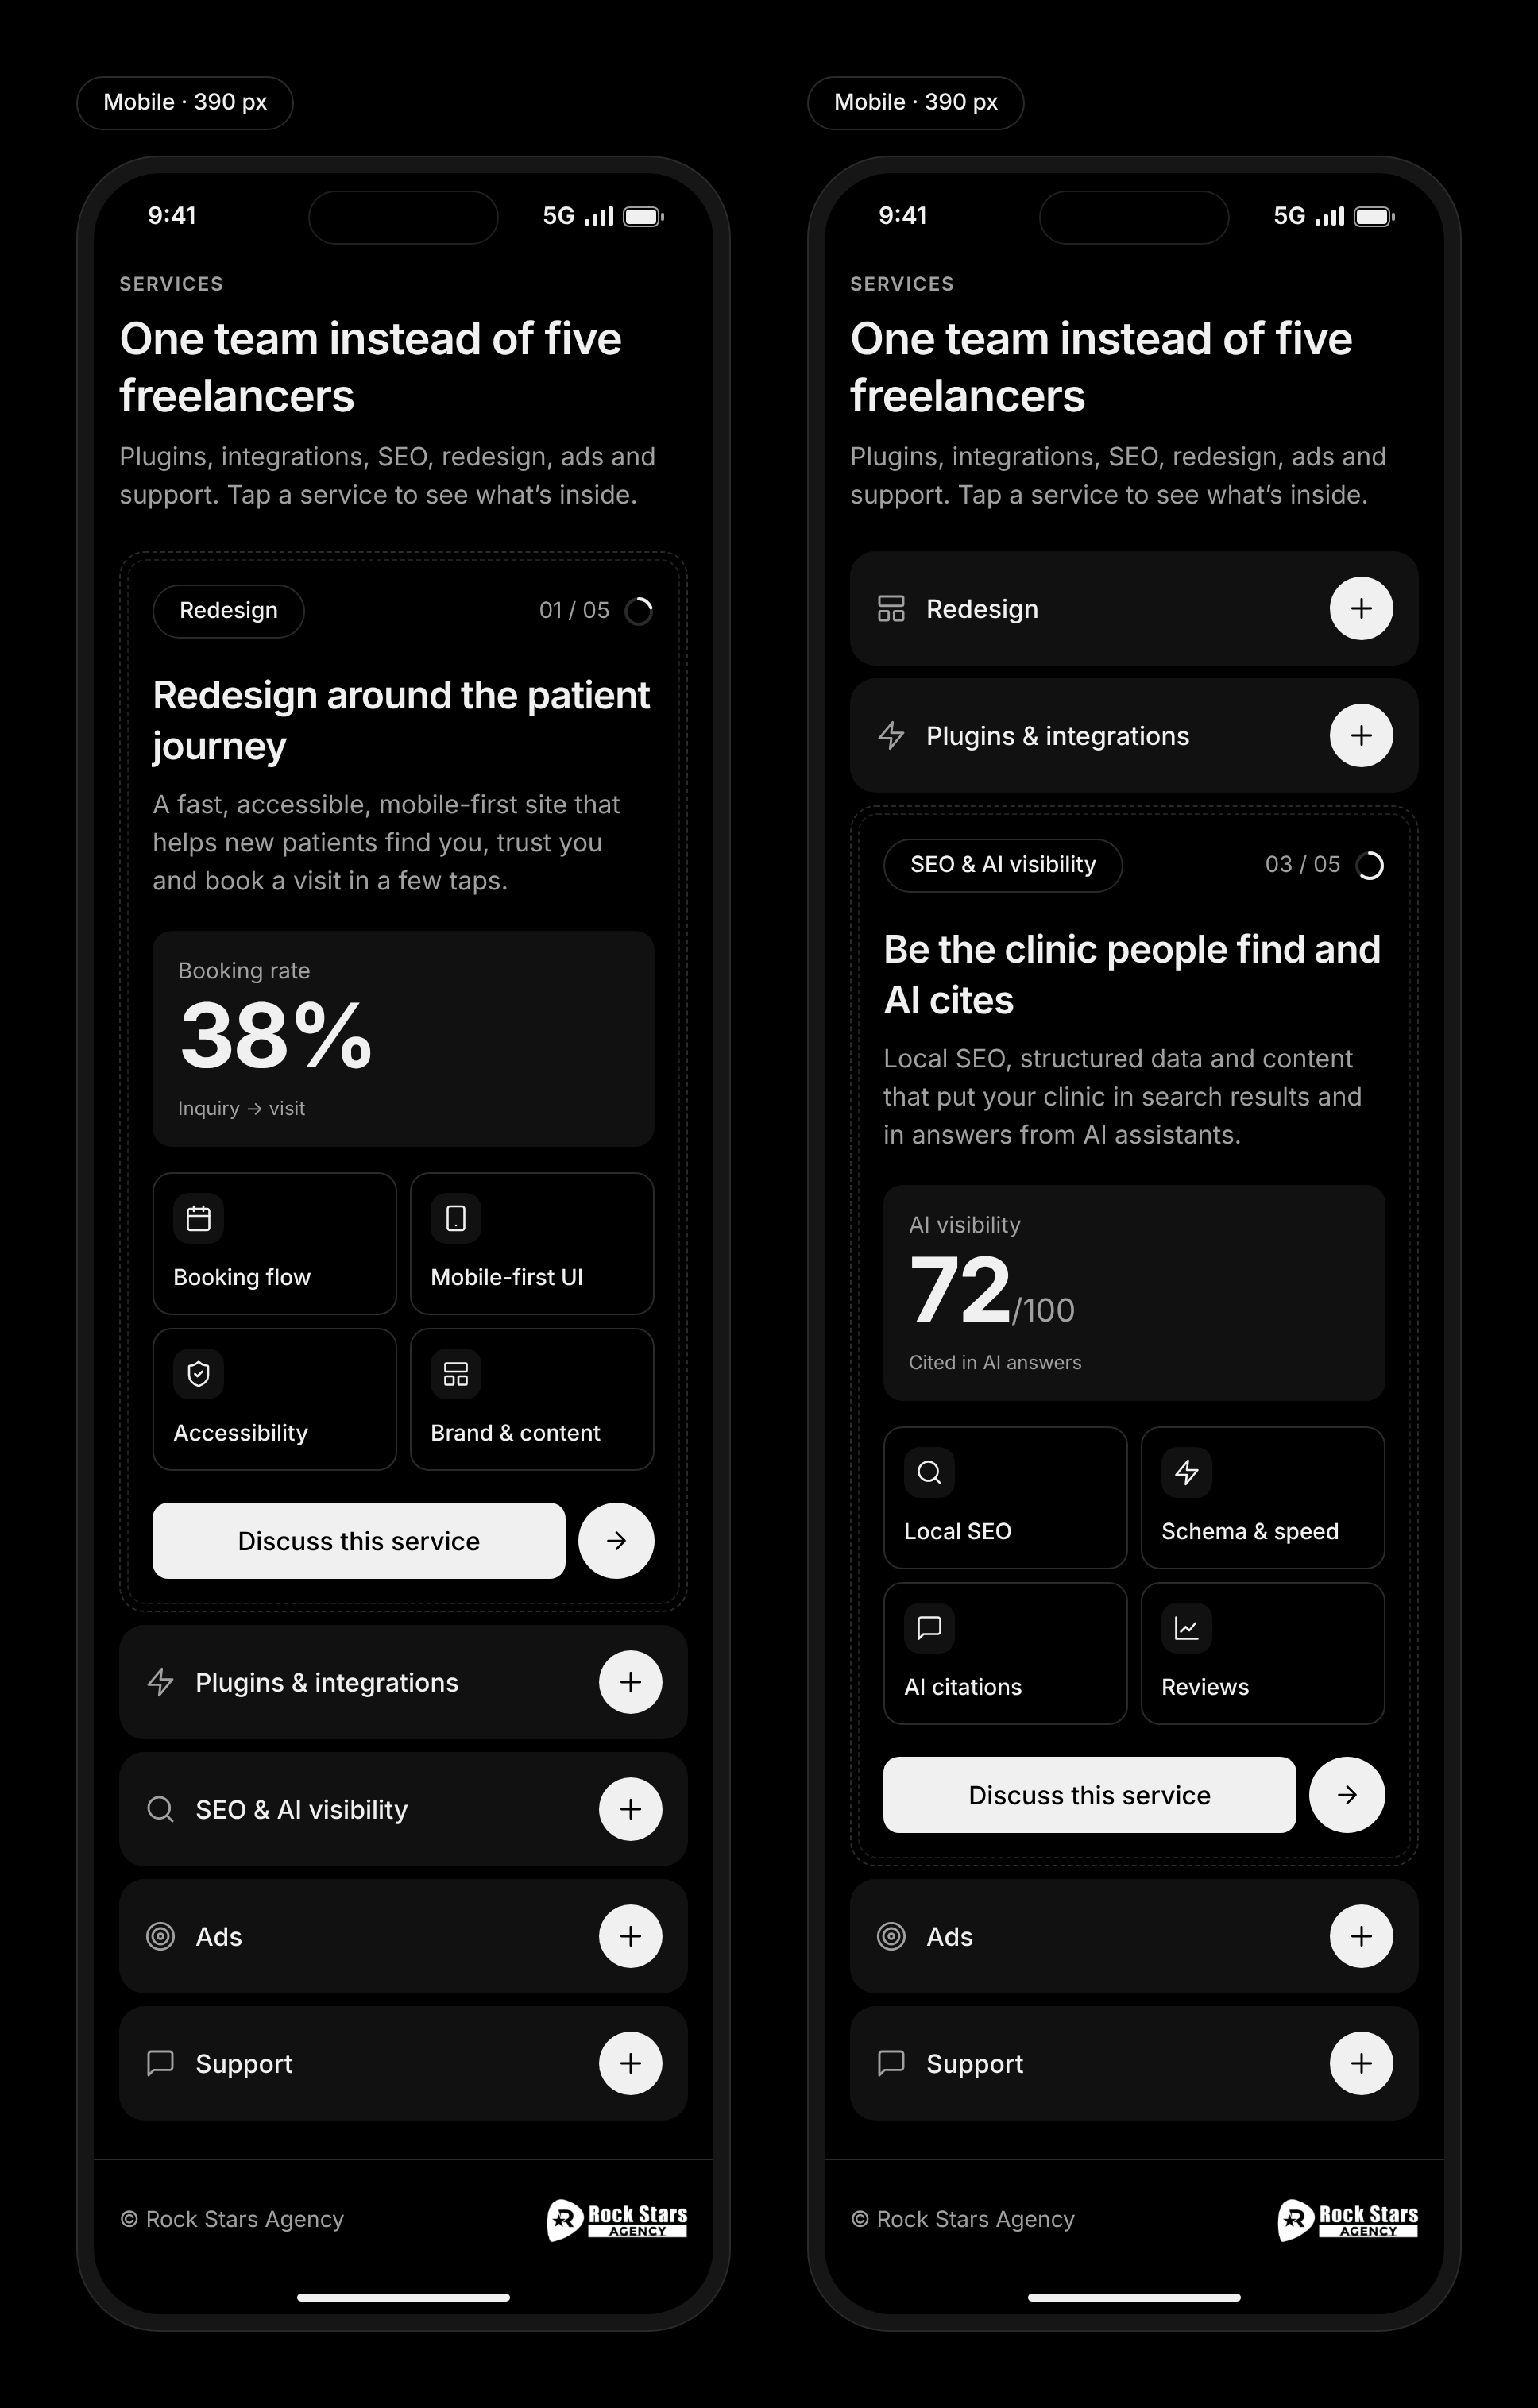 Mobile · 390 px
9:41
5G
SERVICES
One team instead of five
freelancers
Plugins, integrations, SEO, redesign, ads and
support. Tap a service to see what’s inside.
Redesign
01 / 05
Redesign around the patient
journey
A fast, accessible, mobile-first site that
helps new patients find you, trust you
and book a visit in a few taps.
Booking rate
38%
Inquiry → visit
Booking flow
Mobile-first UI
Accessibility
Brand & content
Discuss this service
Plugins & integrations
SEO & AI visibility
Ads
Support
© Rock Stars Agency
Rock Stars
AGENCY
Mobile · 390 px
9:41
5G
SERVICES
One team instead of five
freelancers
Plugins, integrations, SEO, redesign, ads and
support. Tap a service to see what’s inside.
Redesign
Plugins & integrations
SEO & AI visibility
03 / 05
Be the clinic people find and
AI cites
Local SEO, structured data and content
that put your clinic in search results and
in answers from AI assistants.
AI visibility
72/100
Cited in AI answers
Local SEO
Schema & speed
AI citations
Reviews
Discuss this service
Ads
Support
© Rock Stars Agency
Rock Stars
AGENCY